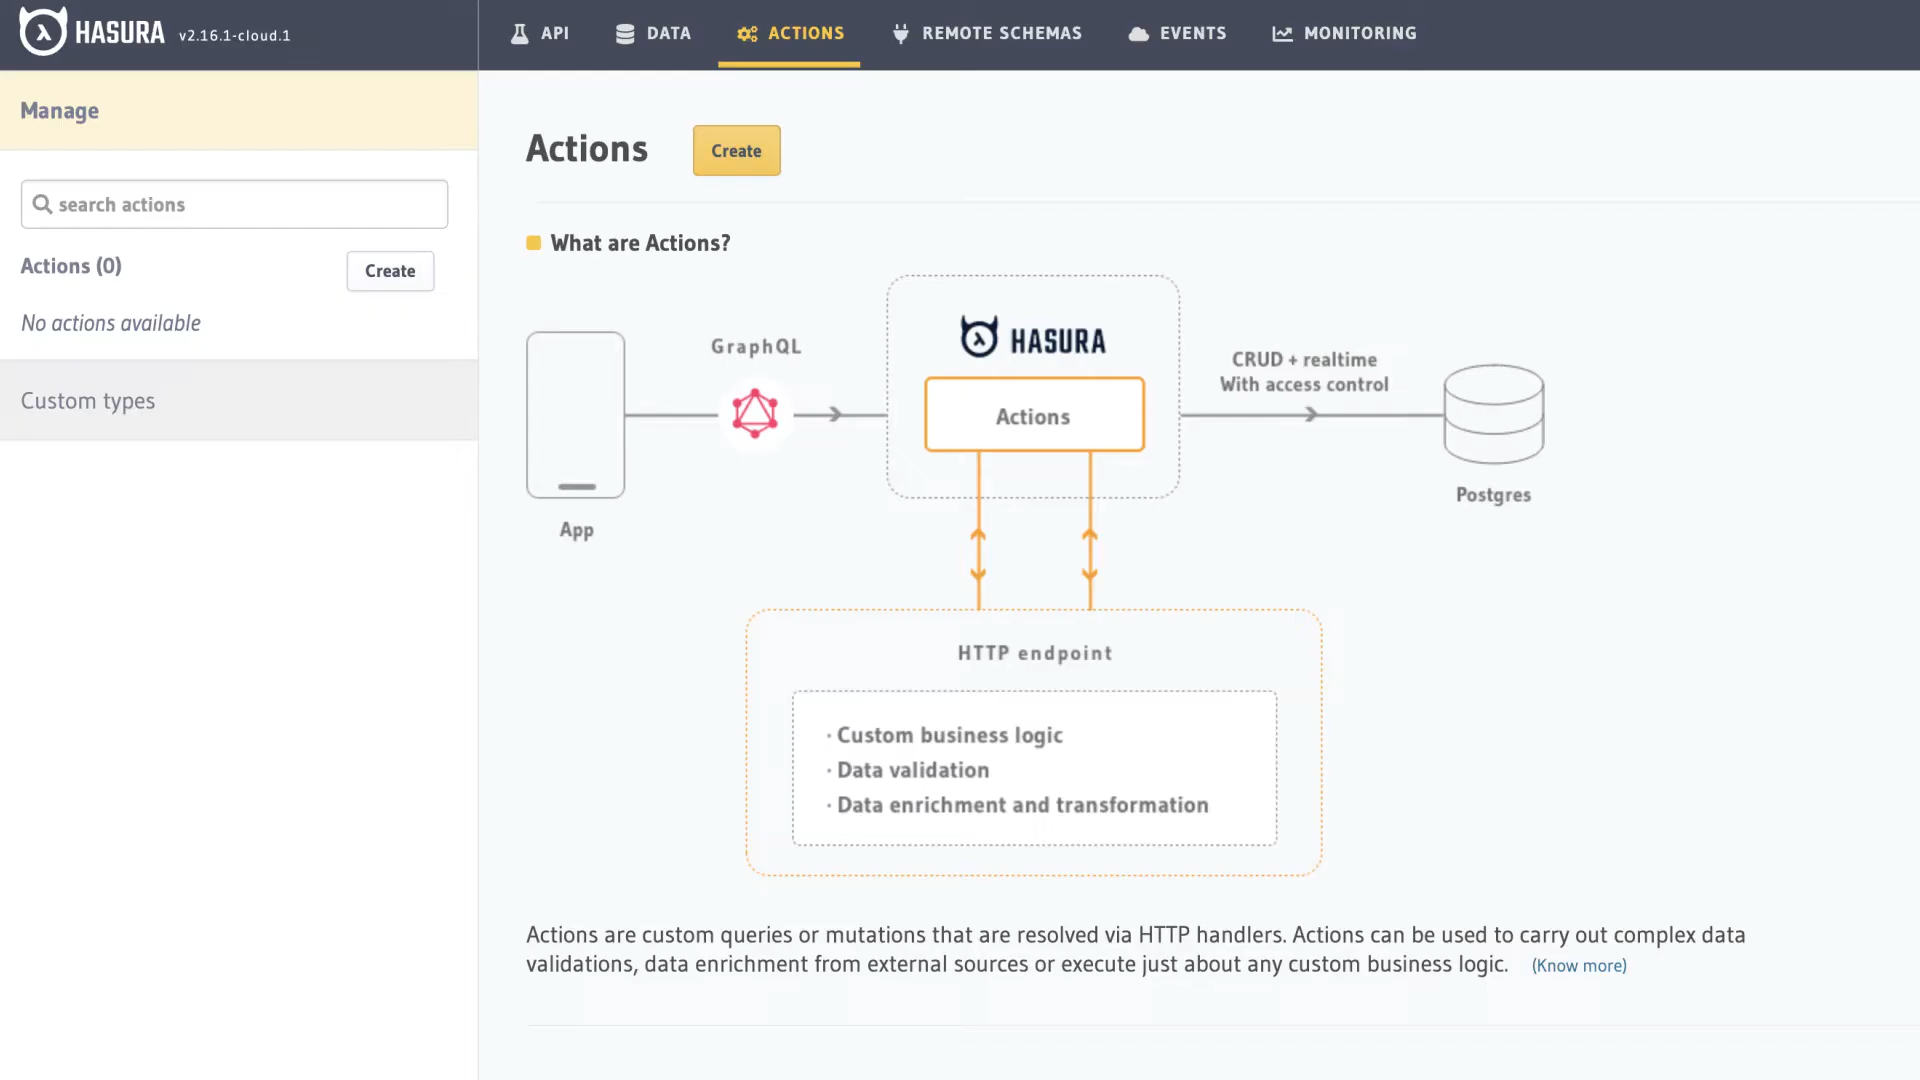 HASURA v2.16.1-cloud.1
API DATA ACTIONS REMOTE SCHEMAS EVENTS MONITORING
Manage
search actions
Actions (0) Create
No actions available
Custom types
Actions Create
What are Actions?
GraphQL
HASURA
Actions
CRUD + realtime
With access control
App
Postgres
HTTP endpoint
· Custom business logic
· Data validation
· Data enrichment and transformation
Actions are custom queries or mutations that are resolved via HTTP handlers. Actions can be used to carry out complex data
validations, data enrichment from external sources or execute just about any custom business logic. (Know more)